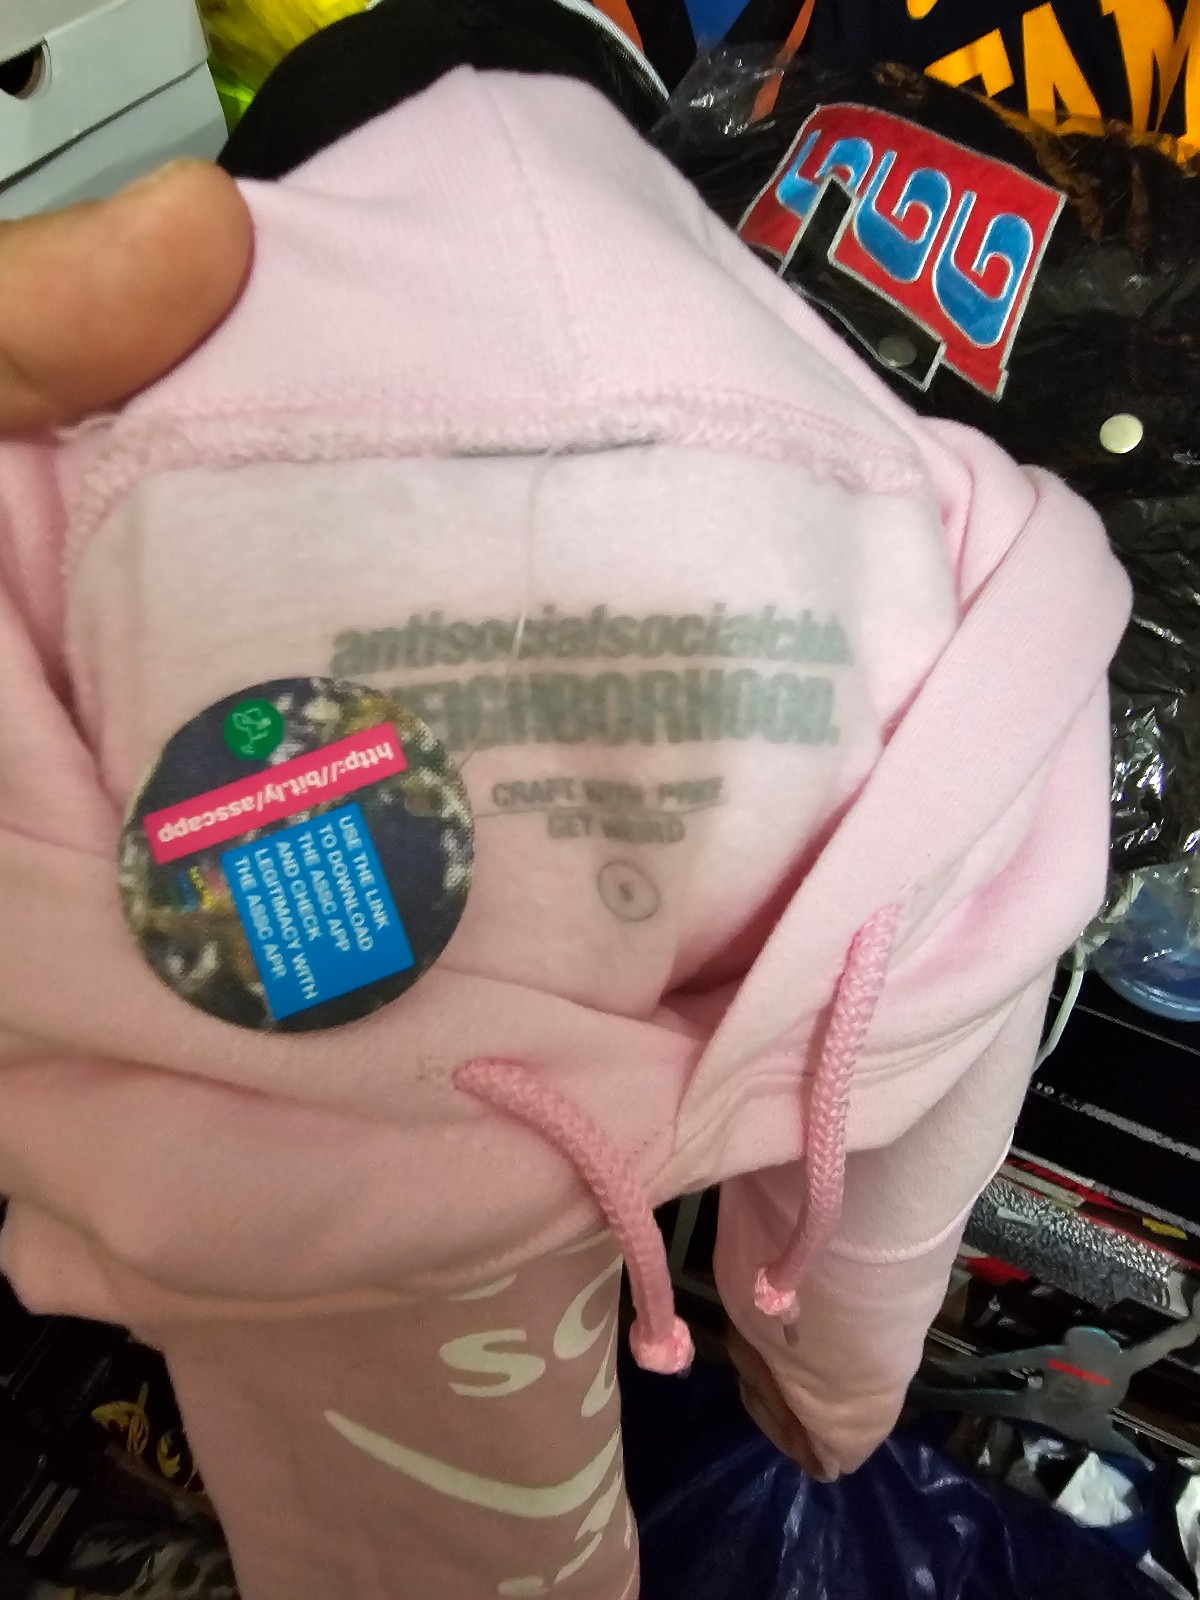 antisocialsocialclub
NEIGHBORHOOD.
CRAFT WITH PRIDE
GET WEIRD
http://bit.ly/asscapp
USE THE LINK
TO DOWNLOAD
THE ASSC APP
AND CHECK
LEGITIMACY WITH
THE ASSC APP
GG